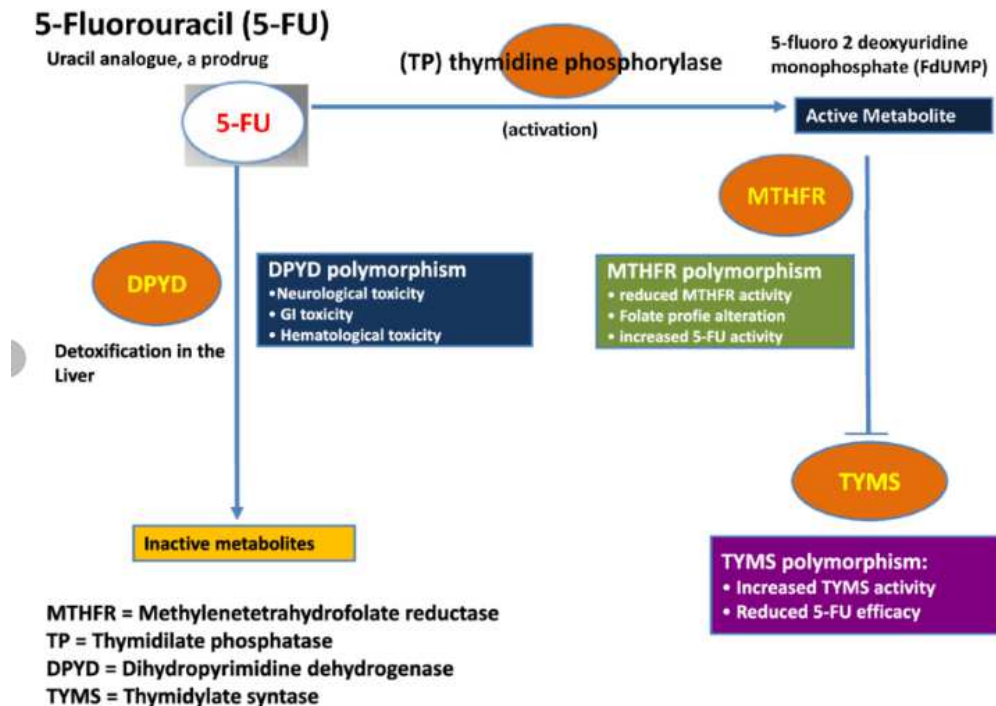 5-Fluorouracil (5-FU)
Uracil analogue, a prodrug
(TP) thymidine phosphorylase
5-fluoro 2 deoxyuridine
monophosphate (FdUMP)
5-FU
(activation)
Active Metabolite
MTHFR
DPYD
DPYD polymorphism
•Neurological toxicity
• GI toxicity
• Hematological toxicity
MTHFR polymorphism
• reduced MTHFR activity
• Folate profie alteration
• increased 5-FU activity
Detoxification in the
Liver
TYMS
Inactive metabolites
TYMS polymorphism:
• Increased TYMS activity
• Reduced 5-FU efficacy
MTHFR = Methylenetetrahydrofolate reductase
TP = Thymidilate phosphatase
DPYD = Dihydropyrimidine dehydrogenase
TYMS = Thymidylate syntase